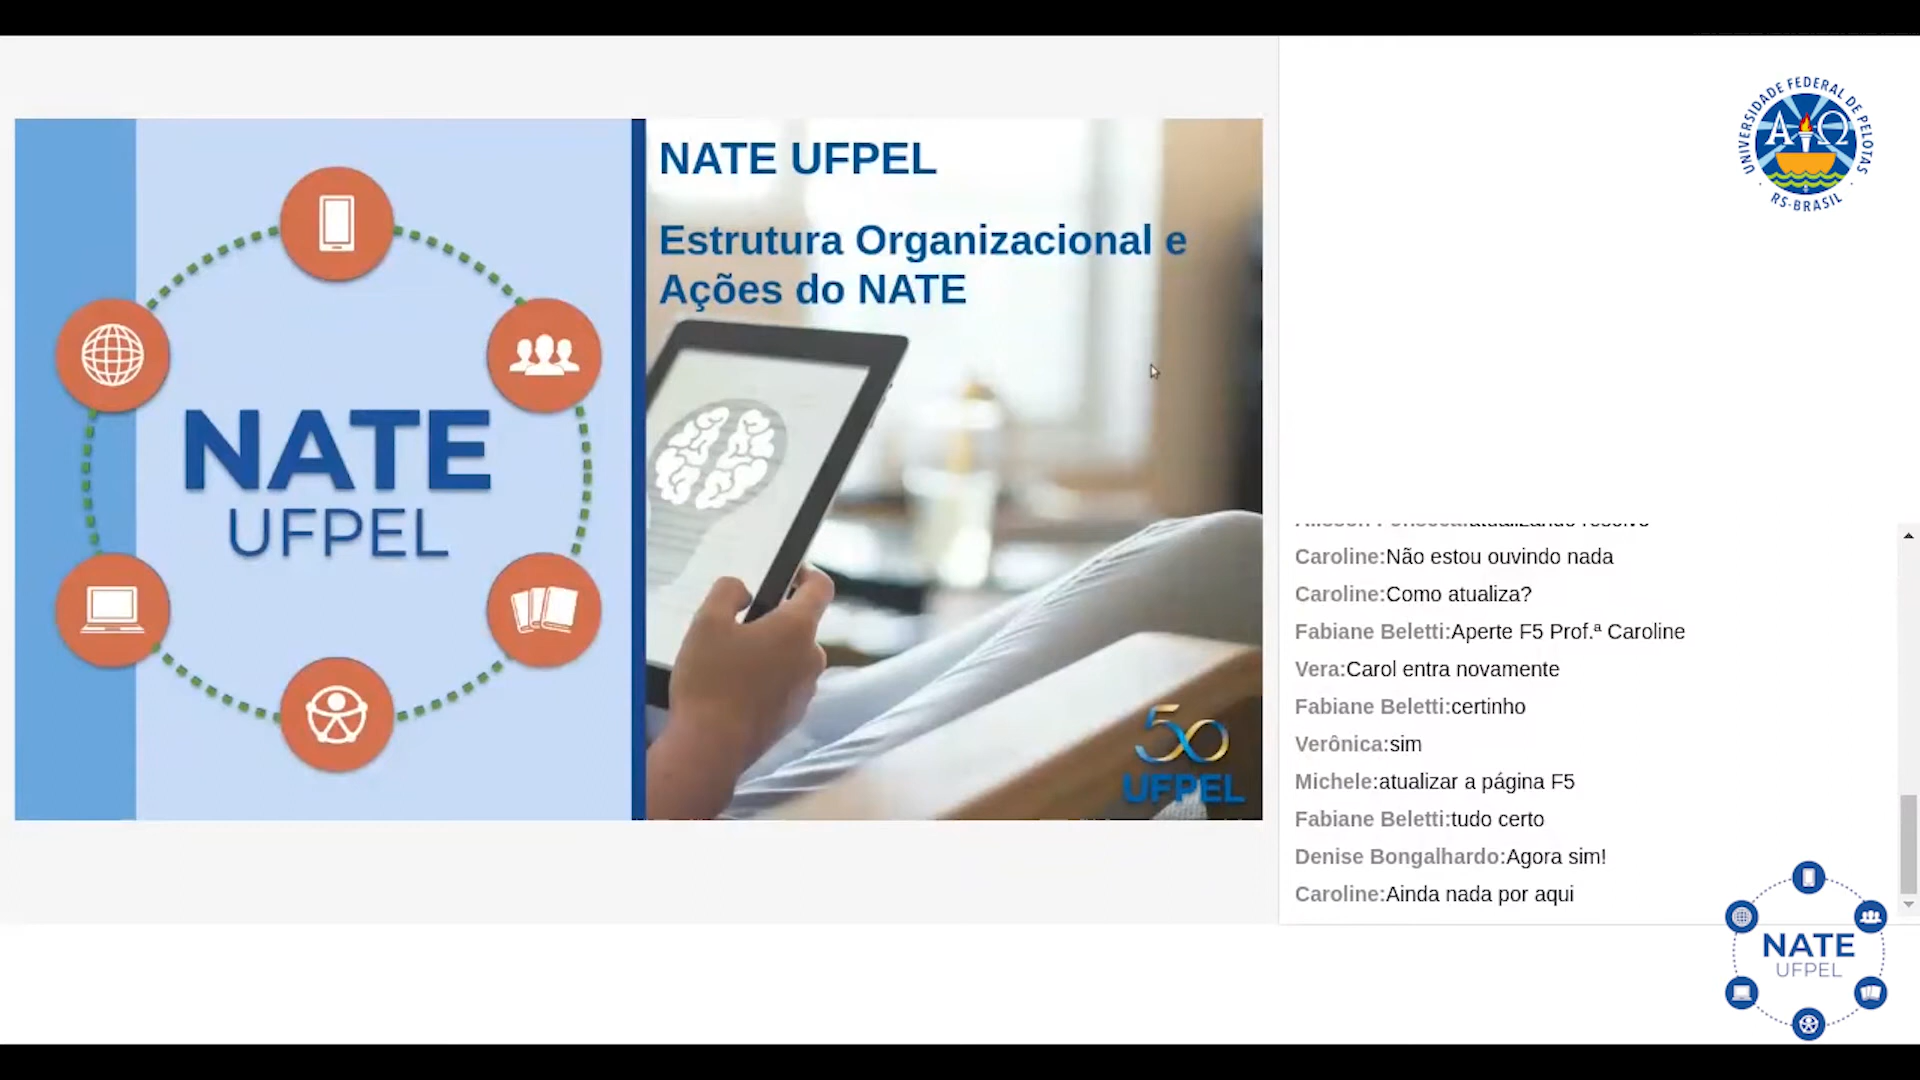 NATE
UFPEL
NATE UFPEL
Estrutura Organizacional e
Ações do NATE
50
UFPEL
UNIVERSIDADE FEDERAL DE PELOTAS
ΑΩ
RS-BRASIL
Caroline:Não estou ouvindo nada
Caroline:Como atualiza?
Fabiane Beletti:Aperte F5 Prof.ª Caroline
Vera:Carol entra novamente
Fabiane Beletti:certinho
Verônica:sim
Michele:atualizar a página F5
Fabiane Beletti:tudo certo
Denise Bongalhardo:Agora sim!
Caroline:Ainda nada por aqui
NATE
UFPEL